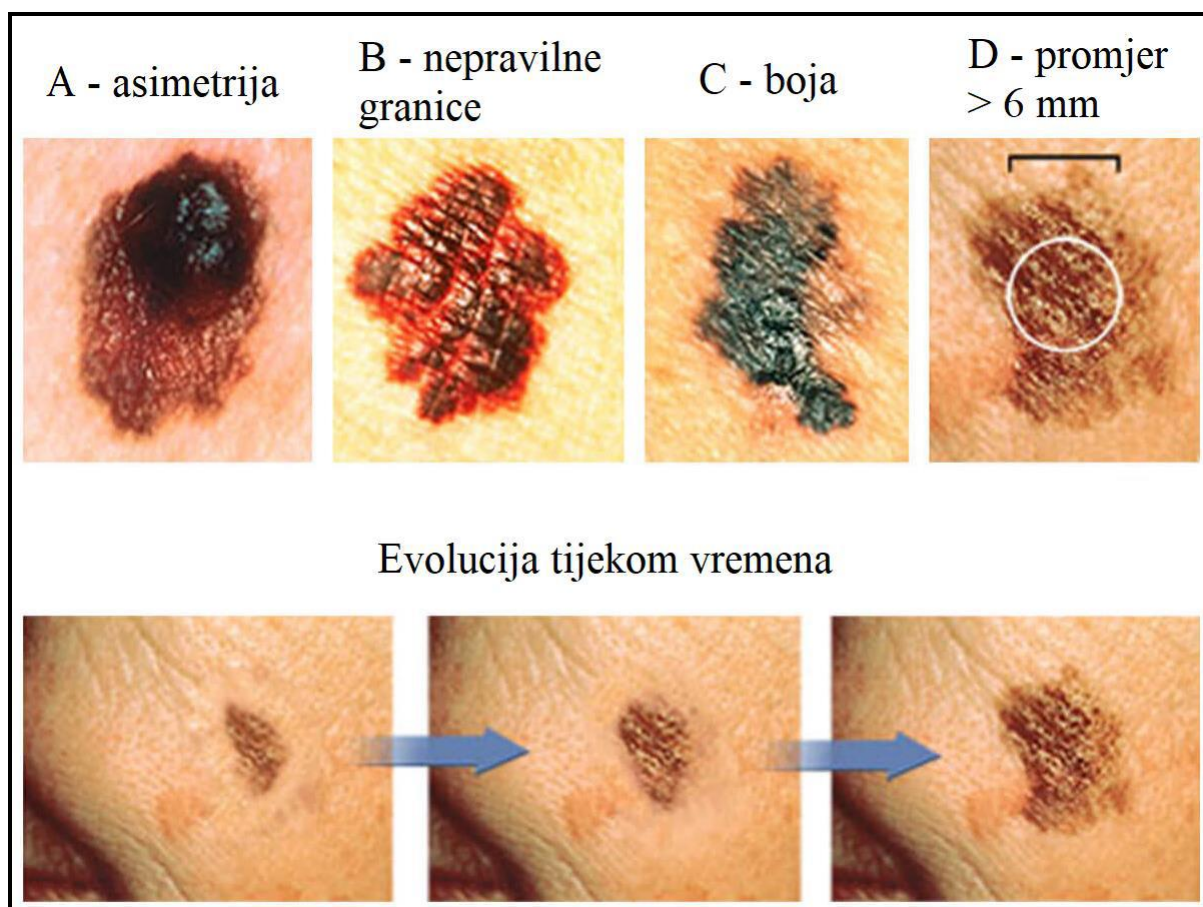 A - asimetrija
B - nepravilne
granice
C - boja
D - promjer
> 6 mm
Evolucija tijekom vremena